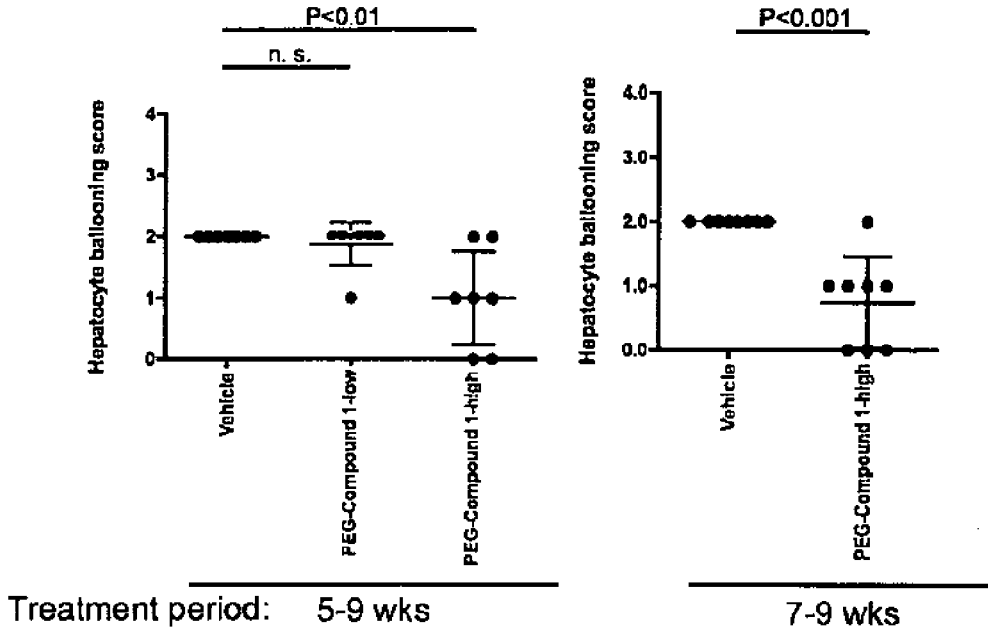 P<0.01
n. s.
Hepatocyte ballooning score
4
3
2
1
0
Vehicle
PEG-Compound 1-low
PEG-Compound 1-high
P<0.001
Hepatocyte ballooning score
4.0
3.0
2.0
1.0
0.0
Vehicle
PEG-Compound 1-high
Treatment period: 5-9 wks
7-9 wks